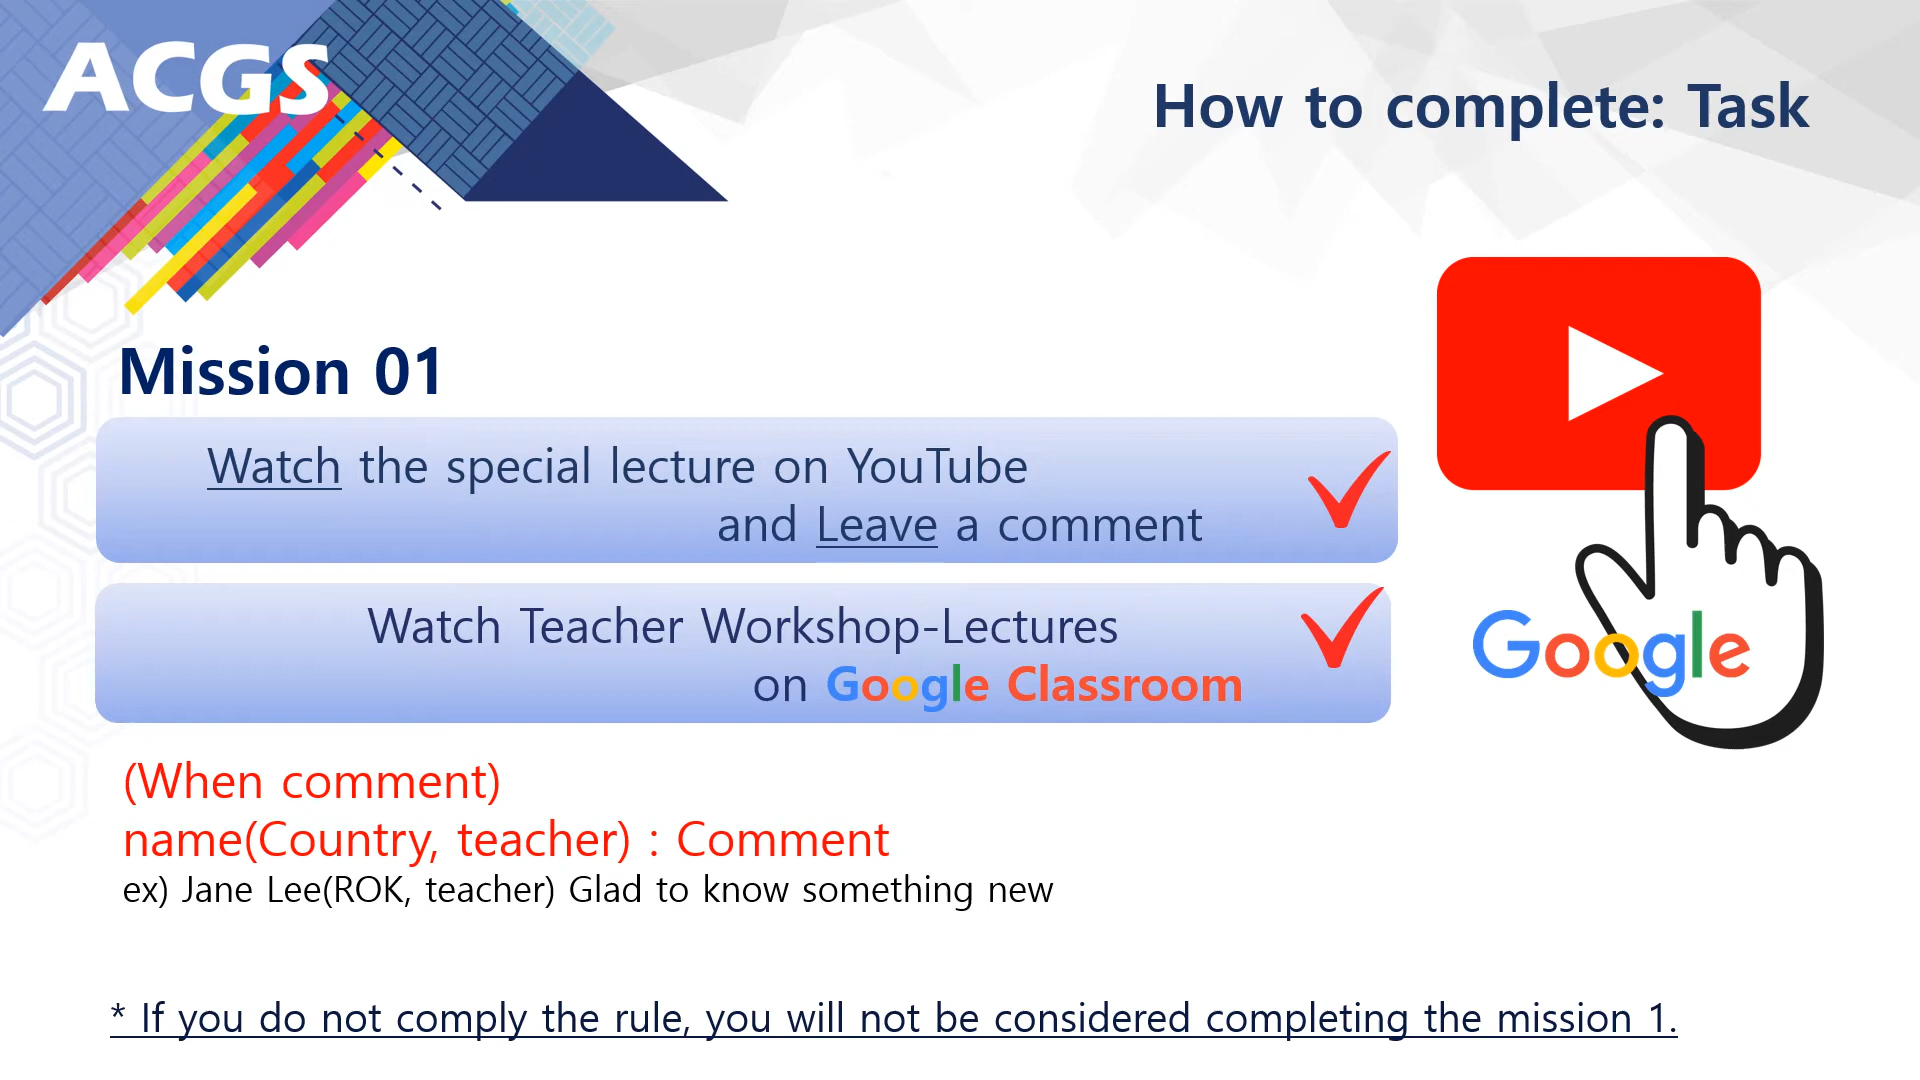 ACGS
How to complete: Task
Mission 01
Watch the special lecture on YouTube
and Leave a comment
Watch Teacher Workshop-Lectures
on Google Classroom
Google
(When comment)
name(Country, teacher) : Comment
ex) Jane Lee(ROK, teacher) Glad to know something new
* If you do not comply the rule, you will not be considered completing the mission 1.